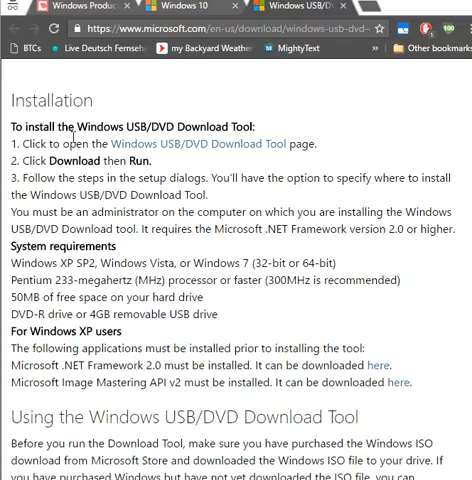 Windows Produc
Windows 10
Windows USB/D
https://www.microsoft.com/en-us/download/windows-usb-dvd-
BTCs
Live Deutsch Fernseh
my Backyard Weathe
MightyText
Other bookmarks
Installation
To install the Windows USB/DVD Download Tool:
1. Click to open the Windows USB/DVD Download Tool page.
2. Click Download then Run.
3. Follow the steps in the setup dialogs. You'll have the option to specify where to install
the Windows USB/DVD Download Tool.
You must be an administrator on the computer on which you are installing the Windows
USB/DVD Download tool. It requires the Microsoft .NET Framework version 2.0 or higher.
System requirements
Windows XP SP2, Windows Vista, or Windows 7 (32-bit or 64-bit)
Pentium 233-megahertz (MHz) processor or faster (300MHz is recommended)
50MB of free space on your hard drive
DVD-R drive or 4GB removable USB drive
For Windows XP users
The following applications must be installed prior to installing the tool:
Microsoft .NET Framework 2.0 must be installed. It can be downloaded here.
Microsoft Image Mastering API v2 must be installed. It can be downloaded here.
Using the Windows USB/DVD Download Tool
Before you run the Download Tool, make sure you have purchased the Windows ISO
download from Microsoft Store and downloaded the Windows ISO file to your drive. If
you have purchased Windows but have not yet downloaded the ISO file, you can